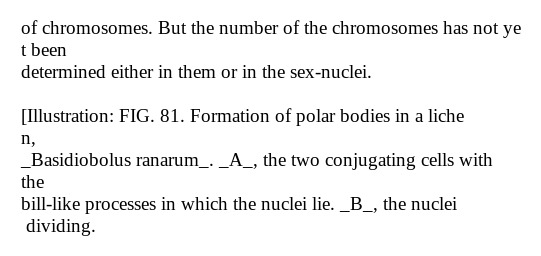 of chromosomes. But the number of the chromosomes has not ye
t been
determined either in them or in the sex-nuclei.

[Illustration: FIG. 81. Formation of polar bodies in a liche
n,
_Basidiobolus ranarum_. _A_, the two conjugating cells with
the
bill-like processes in which the nuclei lie. _B_, the nuclei
 dividing.